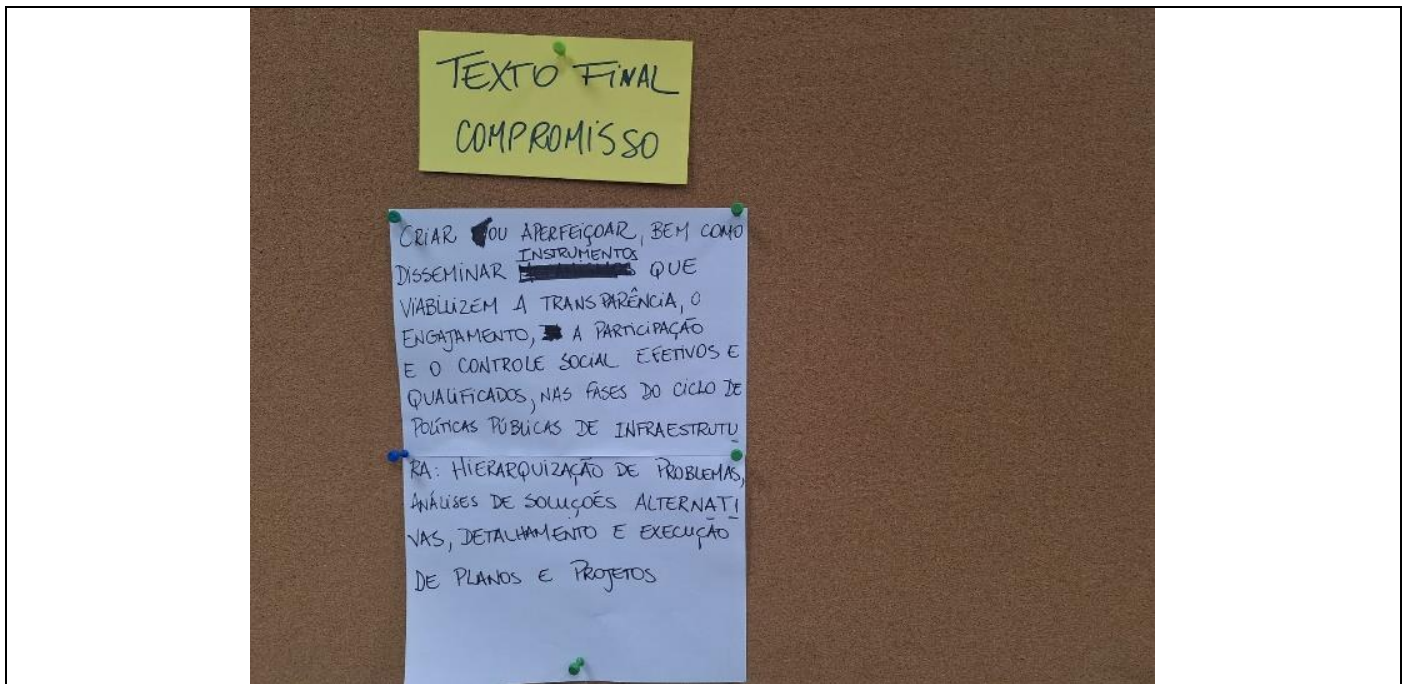 TEXTO FINAL
COMPROMISSO
CRIAR OU APERFEIÇOAR, BEM COMO
INSTRUMENTOS
DISSEMINAR QUE
VIABILIZEM A TRANSPARÊNCIA, O
ENGAJAMENTO, A PARTICIPAÇÃO
E O CONTROLE SOCIAL EFETIVOS E
QUALIFICADOS, NAS FASES DO CICLO DE
POLÍTICAS PÚBLICAS DE INFRAESTRUTU
RA: HIERARQUIZAÇÃO DE PROBLEMAS,
ANÁLISES DE SOLUÇÕES ALTERNATI
VAS, DETALHAMENTO E EXECUÇÃO
DE PLANOS E PROJETOS